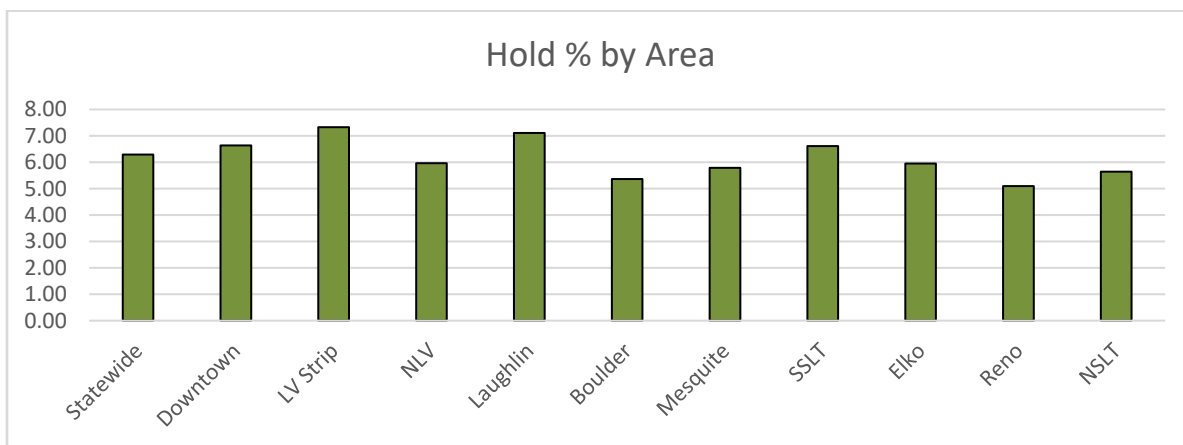 Hold % by Area
8.00
7.00
6.00
5.00
4.00
3.00
2.00
1.00
0.00
Statewide
Downtown
LV Strip
NLV
Laughlin
Boulder
Mesquite
SSLT
Elko
Reno
NSLT